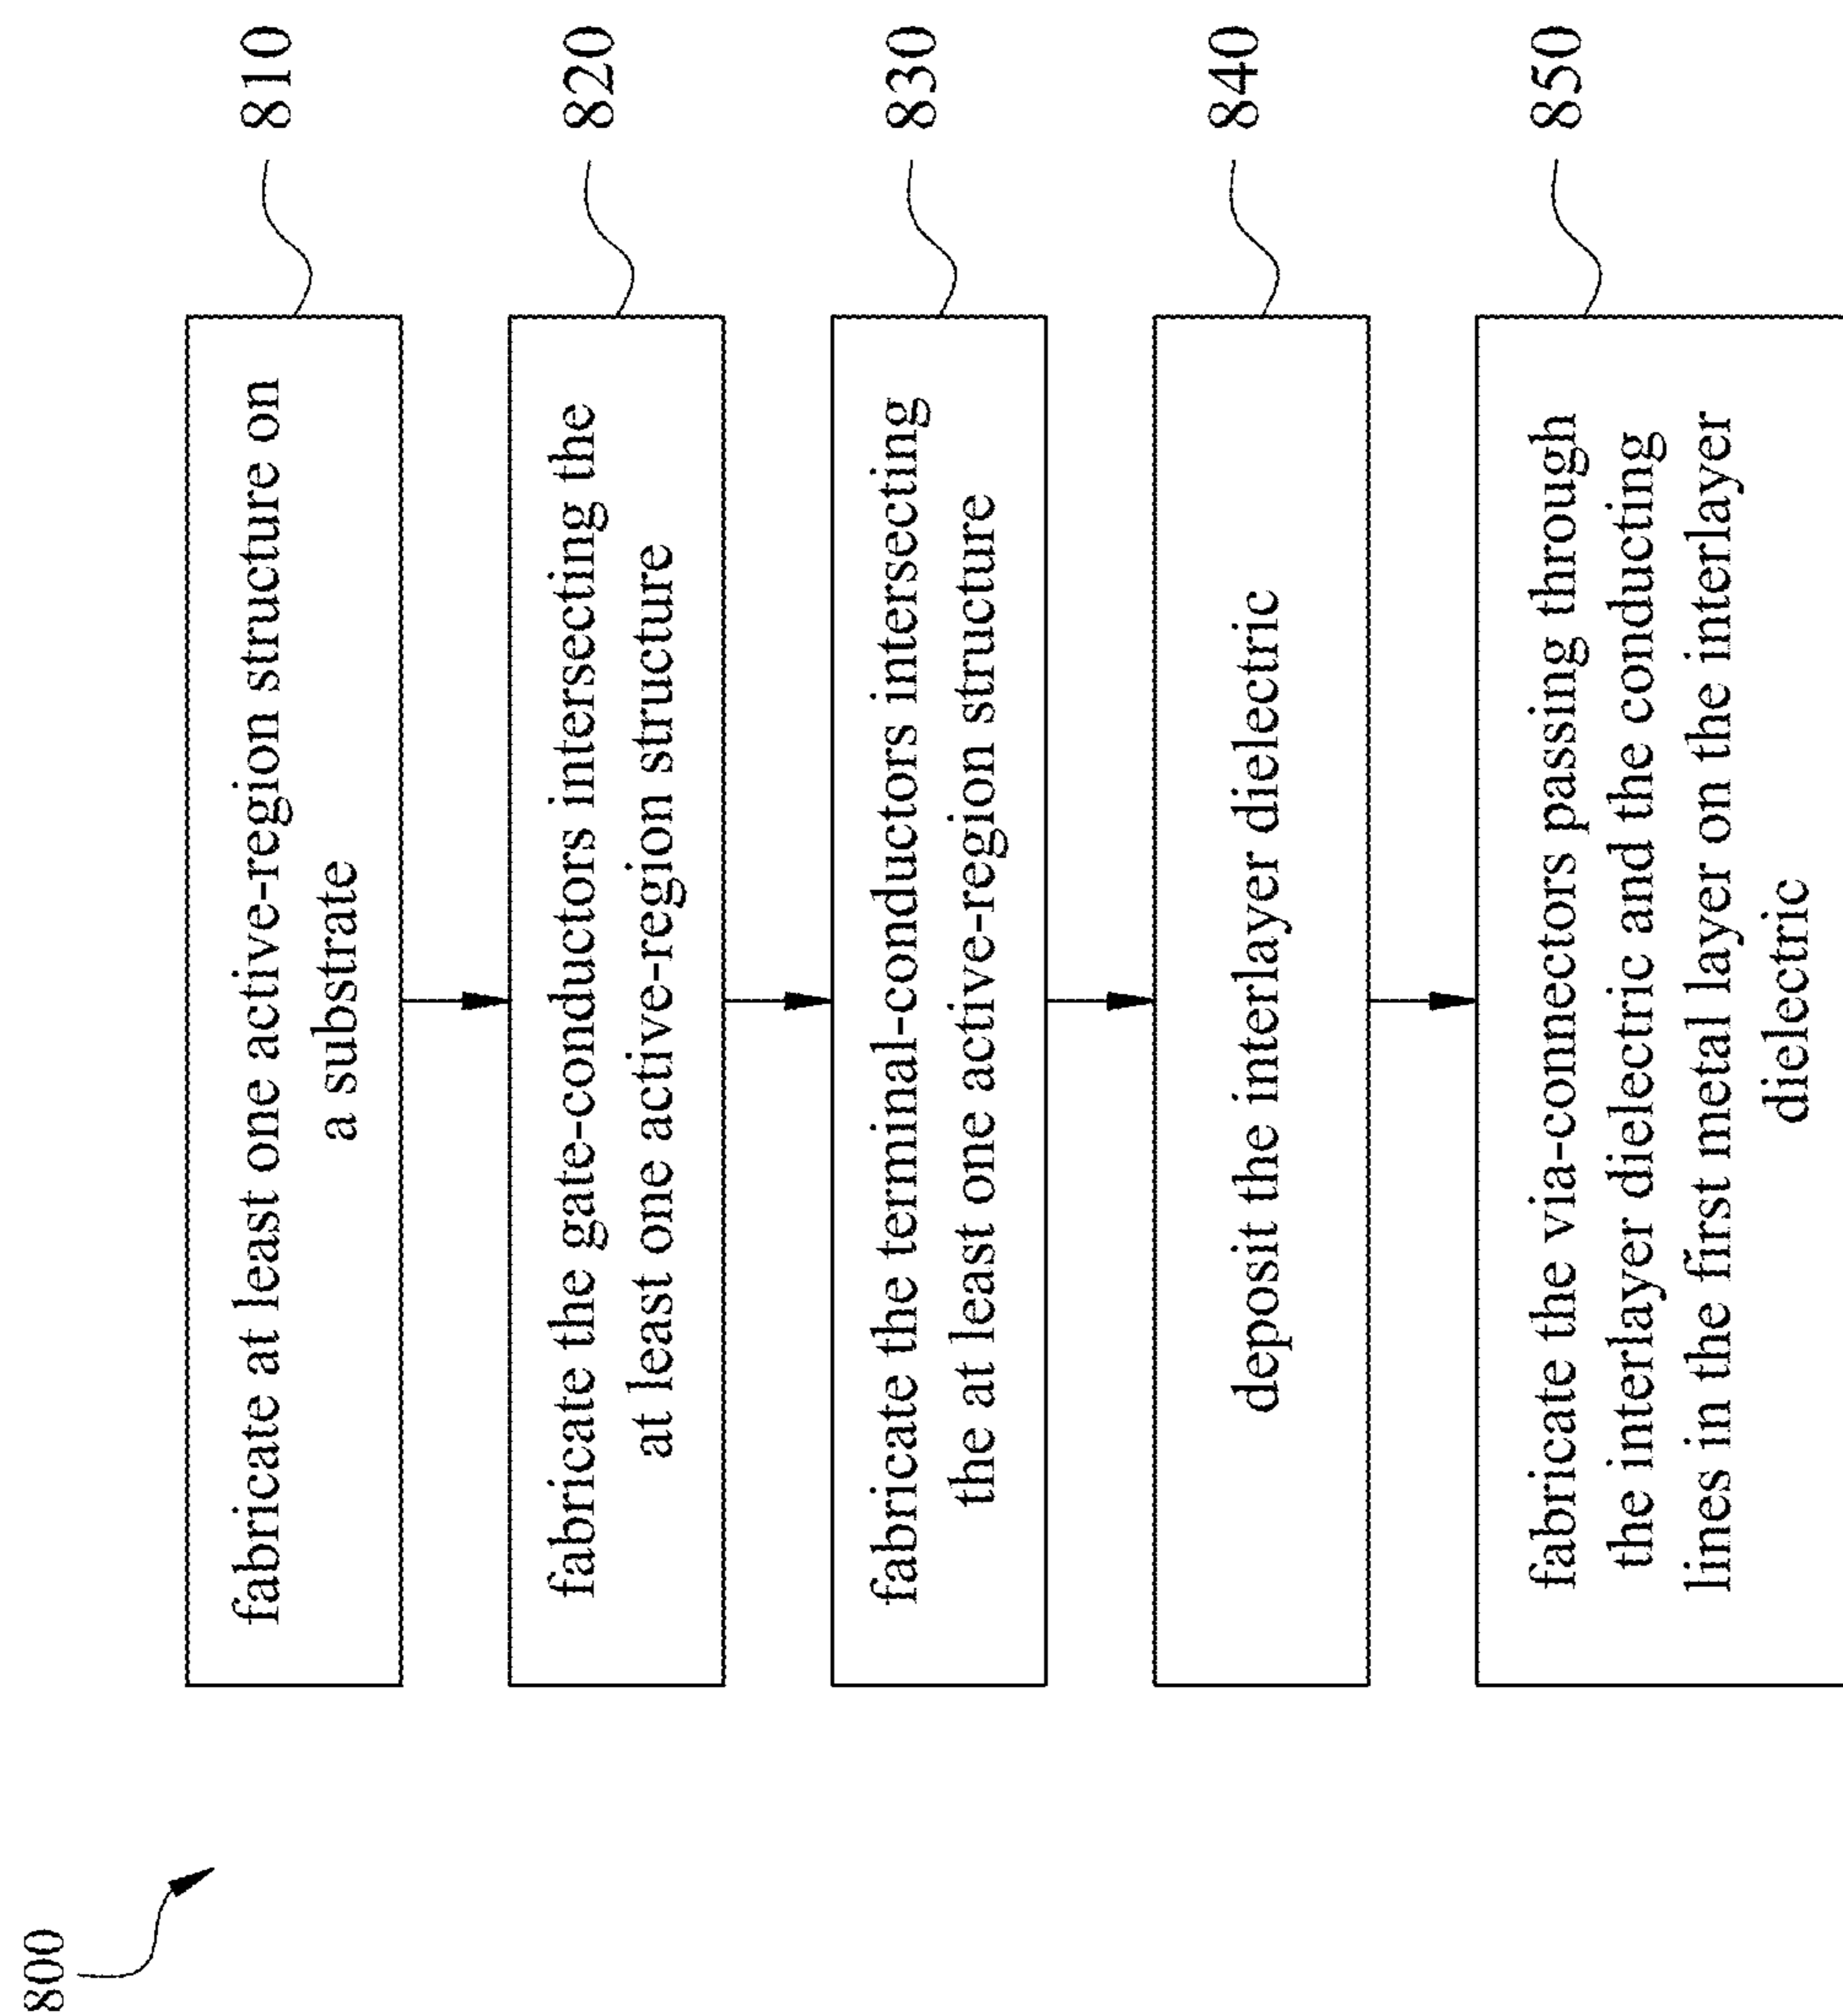 800
fabricate at least one active-region structure on
a substrate
810
fabricate the gate-conductors intersecting the
at least one active-region structure
820
fabricate the terminal-conductors intersecting
the at least one active-region structure
830
deposit the interlayer dielectric
840
fabricate the via-connectors passing through
the interlayer dielectric and the conducting
lines in the first metal layer on the interlayer
dielectric
850